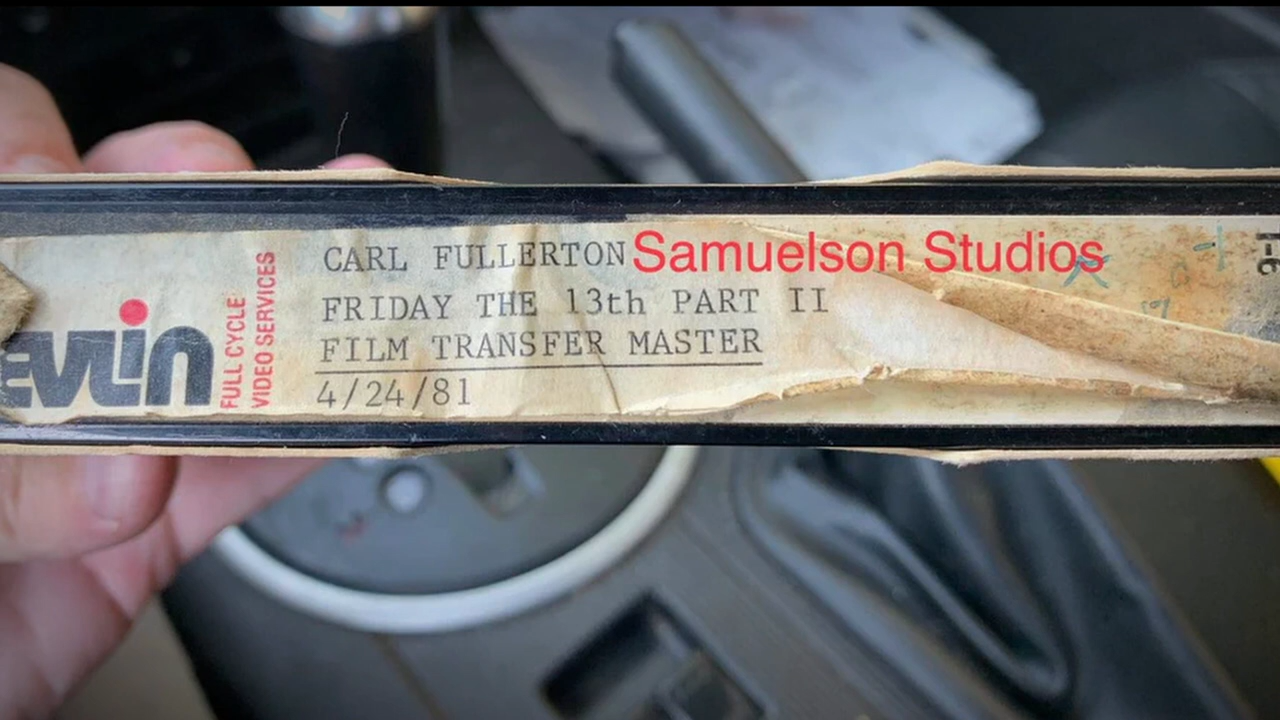 CARL FULLERTON Samuelson Studios
FRIDAY THE 13th PART II
FILM TRANSFER MASTER
4/24/81
EVLin
FULL CYCLE
VIDEO SERVICES